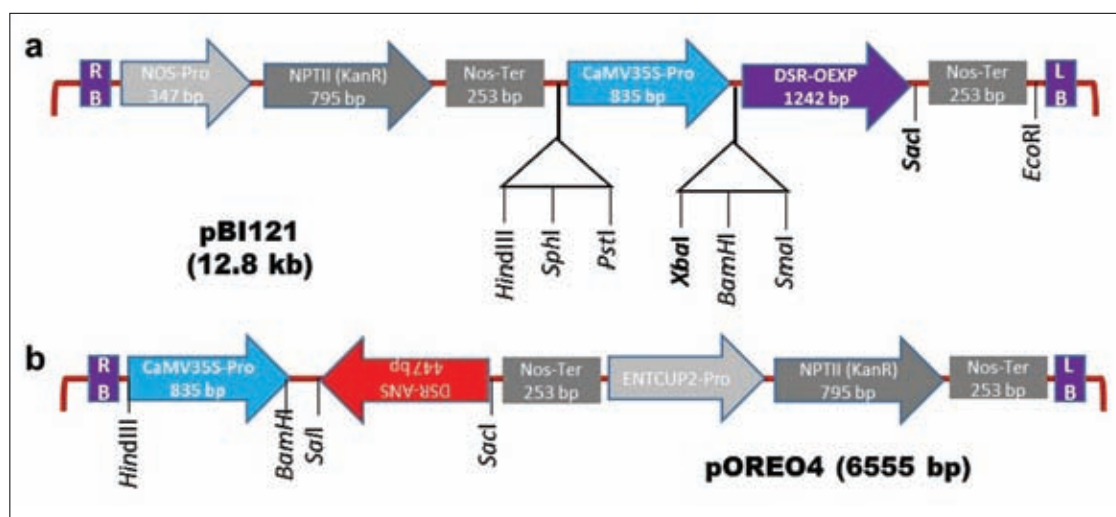 a
R
B
NOS-Pro
347 bp
NPTII (KanR)
795 bp
Nos-Ter
253 bp
CaMV35S-Pro
835 bp
DSR-OEXP
1242 bp
Nos-Ter
253 bp
L
B
SacI
EcoRI
HindIII
SphI
PstI
XbaI
BamHI
SmaI
pBI121
(12.8 kb)
b
R
B
CaMV35S-Pro
835 bp
DSR-ANS
447 bp
Nos-Ter
253 bp
ENTCUP2-Pro
NPTII (KanR)
795 bp
Nos-Ter
253 bp
L
B
HindIII
BamHI
SalI
SacI
pOREO4 (6555 bp)